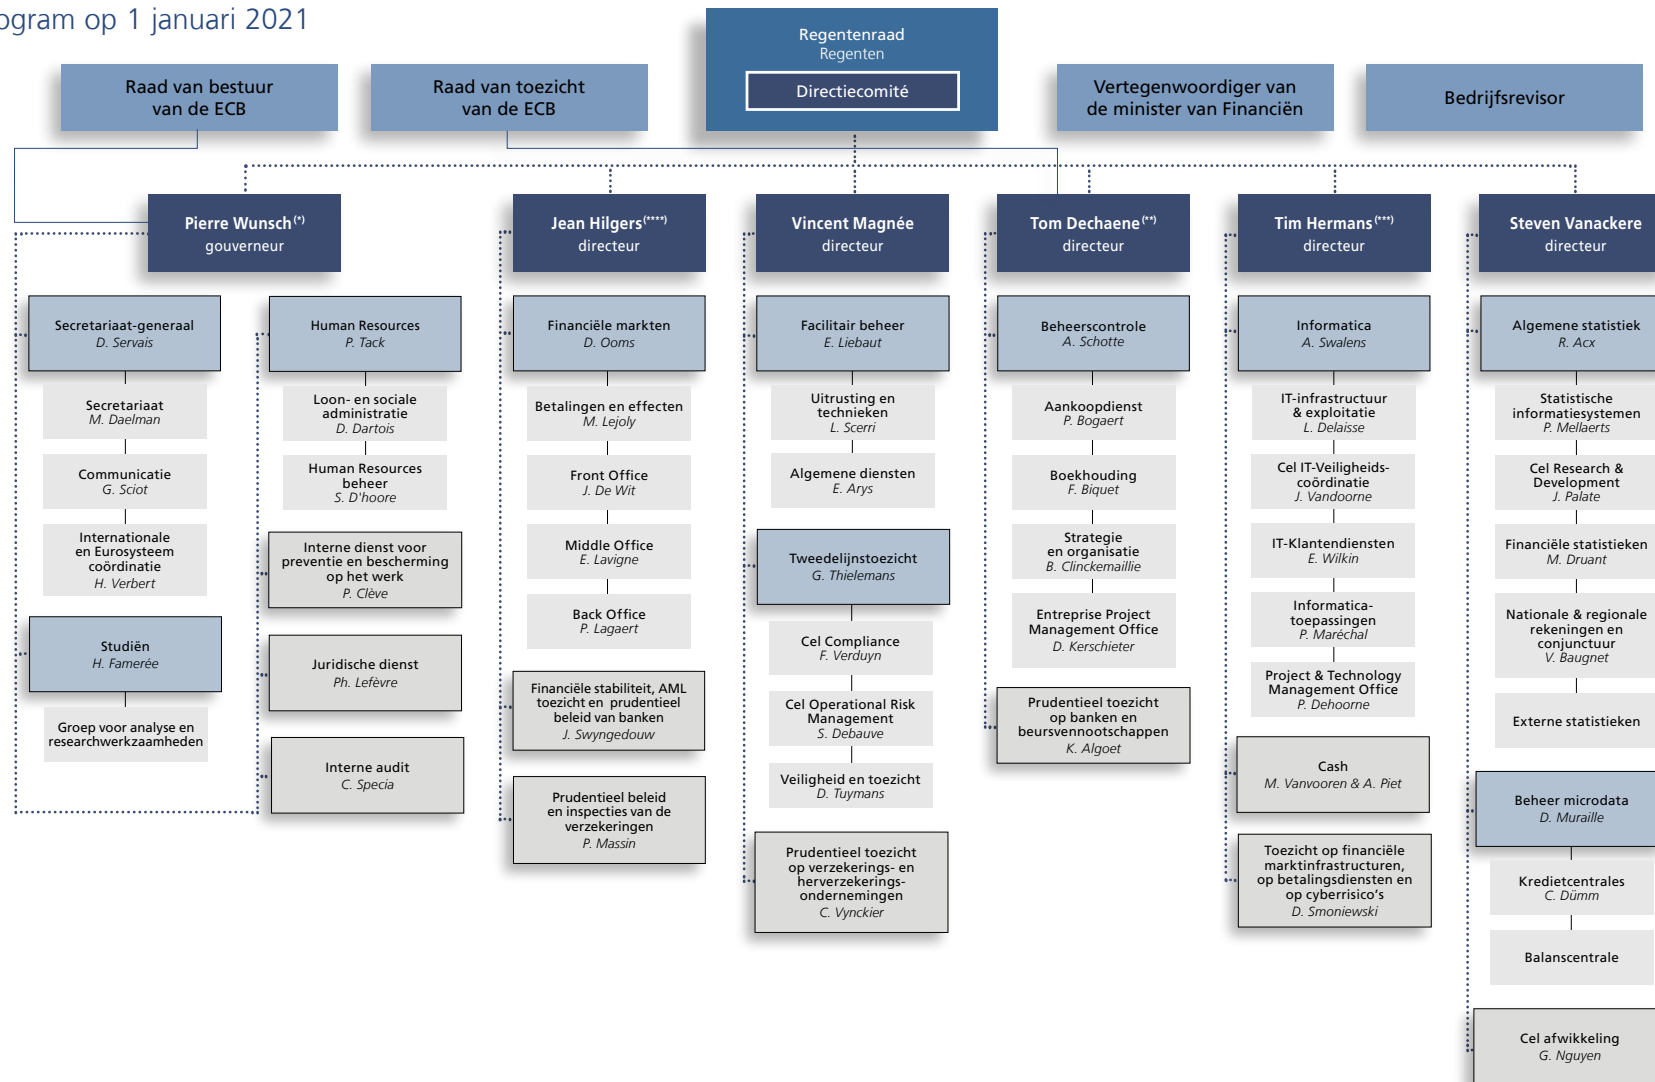 ogram op 1 januari 2021
Regentenraad
Regenten
Directiecomité
Raad van bestuur
van de ECB
Raad van toezicht
van de ECB
Vertegenwoordiger van
de minister van Financiën
Bedrijfsrevisor
Pierre Wunsch(*)
gouverneur
Secretariaat-generaal
D. Servais
Secretariaat
M. Daelman
Communicatie
G. Sciot
Internationale
en Eurosysteem
coördinatie
H. Verbert
Studiën
H. Famerée
Groep voor analyse en
researchwerkzaamheden
Human Resources
P. Tack
Loon- en sociale
administratie
D. Dartois
Human Resources
beheer
S. D'hoore
Interne dienst voor
preventie en bescherming
op het werk
P. Clève
Juridische dienst
Ph. Lefèvre
Interne audit
C. Specia
Jean Hilgers(****)
directeur
Financiële markten
D. Ooms
Betalingen en effecten
M. Lejoly
Front Office
J. De Wit
Middle Office
E. Lavigne
Back Office
P. Lagaert
Financiële stabiliteit, AML
toezicht en prudentieel
beleid van banken
J. Swyngedouw
Prudentieel beleid
en inspecties van de
verzekeringen
P. Massin
Vincent Magnée
directeur
Facilitair beheer
E. Liebaut
Uitrusting en
technieken
L. Scerri
Algemene diensten
E. Arys
Tweedelijnstoezicht
G. Thielemans
Cel Compliance
F. Verduyn
Cel Operational Risk
Management
S. Debauve
Veiligheid en toezicht
D. Tuymans
Prudentieel toezicht
op verzekerings- en
herverzekerings-
ondernemingen
C. Vynckier
Tom Dechaene(**)
directeur
Beheerscontrole
A. Schotte
Aankoopdienst
P. Bogaert
Boekhouding
F. Biquet
Strategie
en organisatie
B. Clinckemaillie
Entreprise Project
Management Office
D. Kerschieter
Prudentieel toezicht
op banken en
beursvennootschappen
K. Algoet
Tim Hermans(***)
directeur
Informatica
A. Swalens
IT-infrastructuur
& exploitatie
L. Delaisse
Cel IT-Veiligheids-
coördinatie
J. Vandoorne
IT-Klantendiensten
E. Wilkin
Informatica-
toepassingen
P. Maréchal
Project & Technology
Management Office
P. Dehoorne
Cash
M. Vanvooren & A. Piet
Toezicht op financiële
marktinfrastructuren,
op betalingsdiensten en
op cyberrisico's
D. Smoniewski
Steven Vanackere
directeur
Algemene statistiek
R. Acx
Statistische
informatiesystemen
P. Mellaerts
Cel Research &
Development
J. Palate
Financiële statistieken
M. Druant
Nationale & regionale
rekeningen en
conjunctuur
V. Baugnet
Externe statistieken
Beheer microdata
D. Muraille
Kredietcentrales
C. Dümm
Balanscentrale
Cel afwikkeling
G. Nguyen